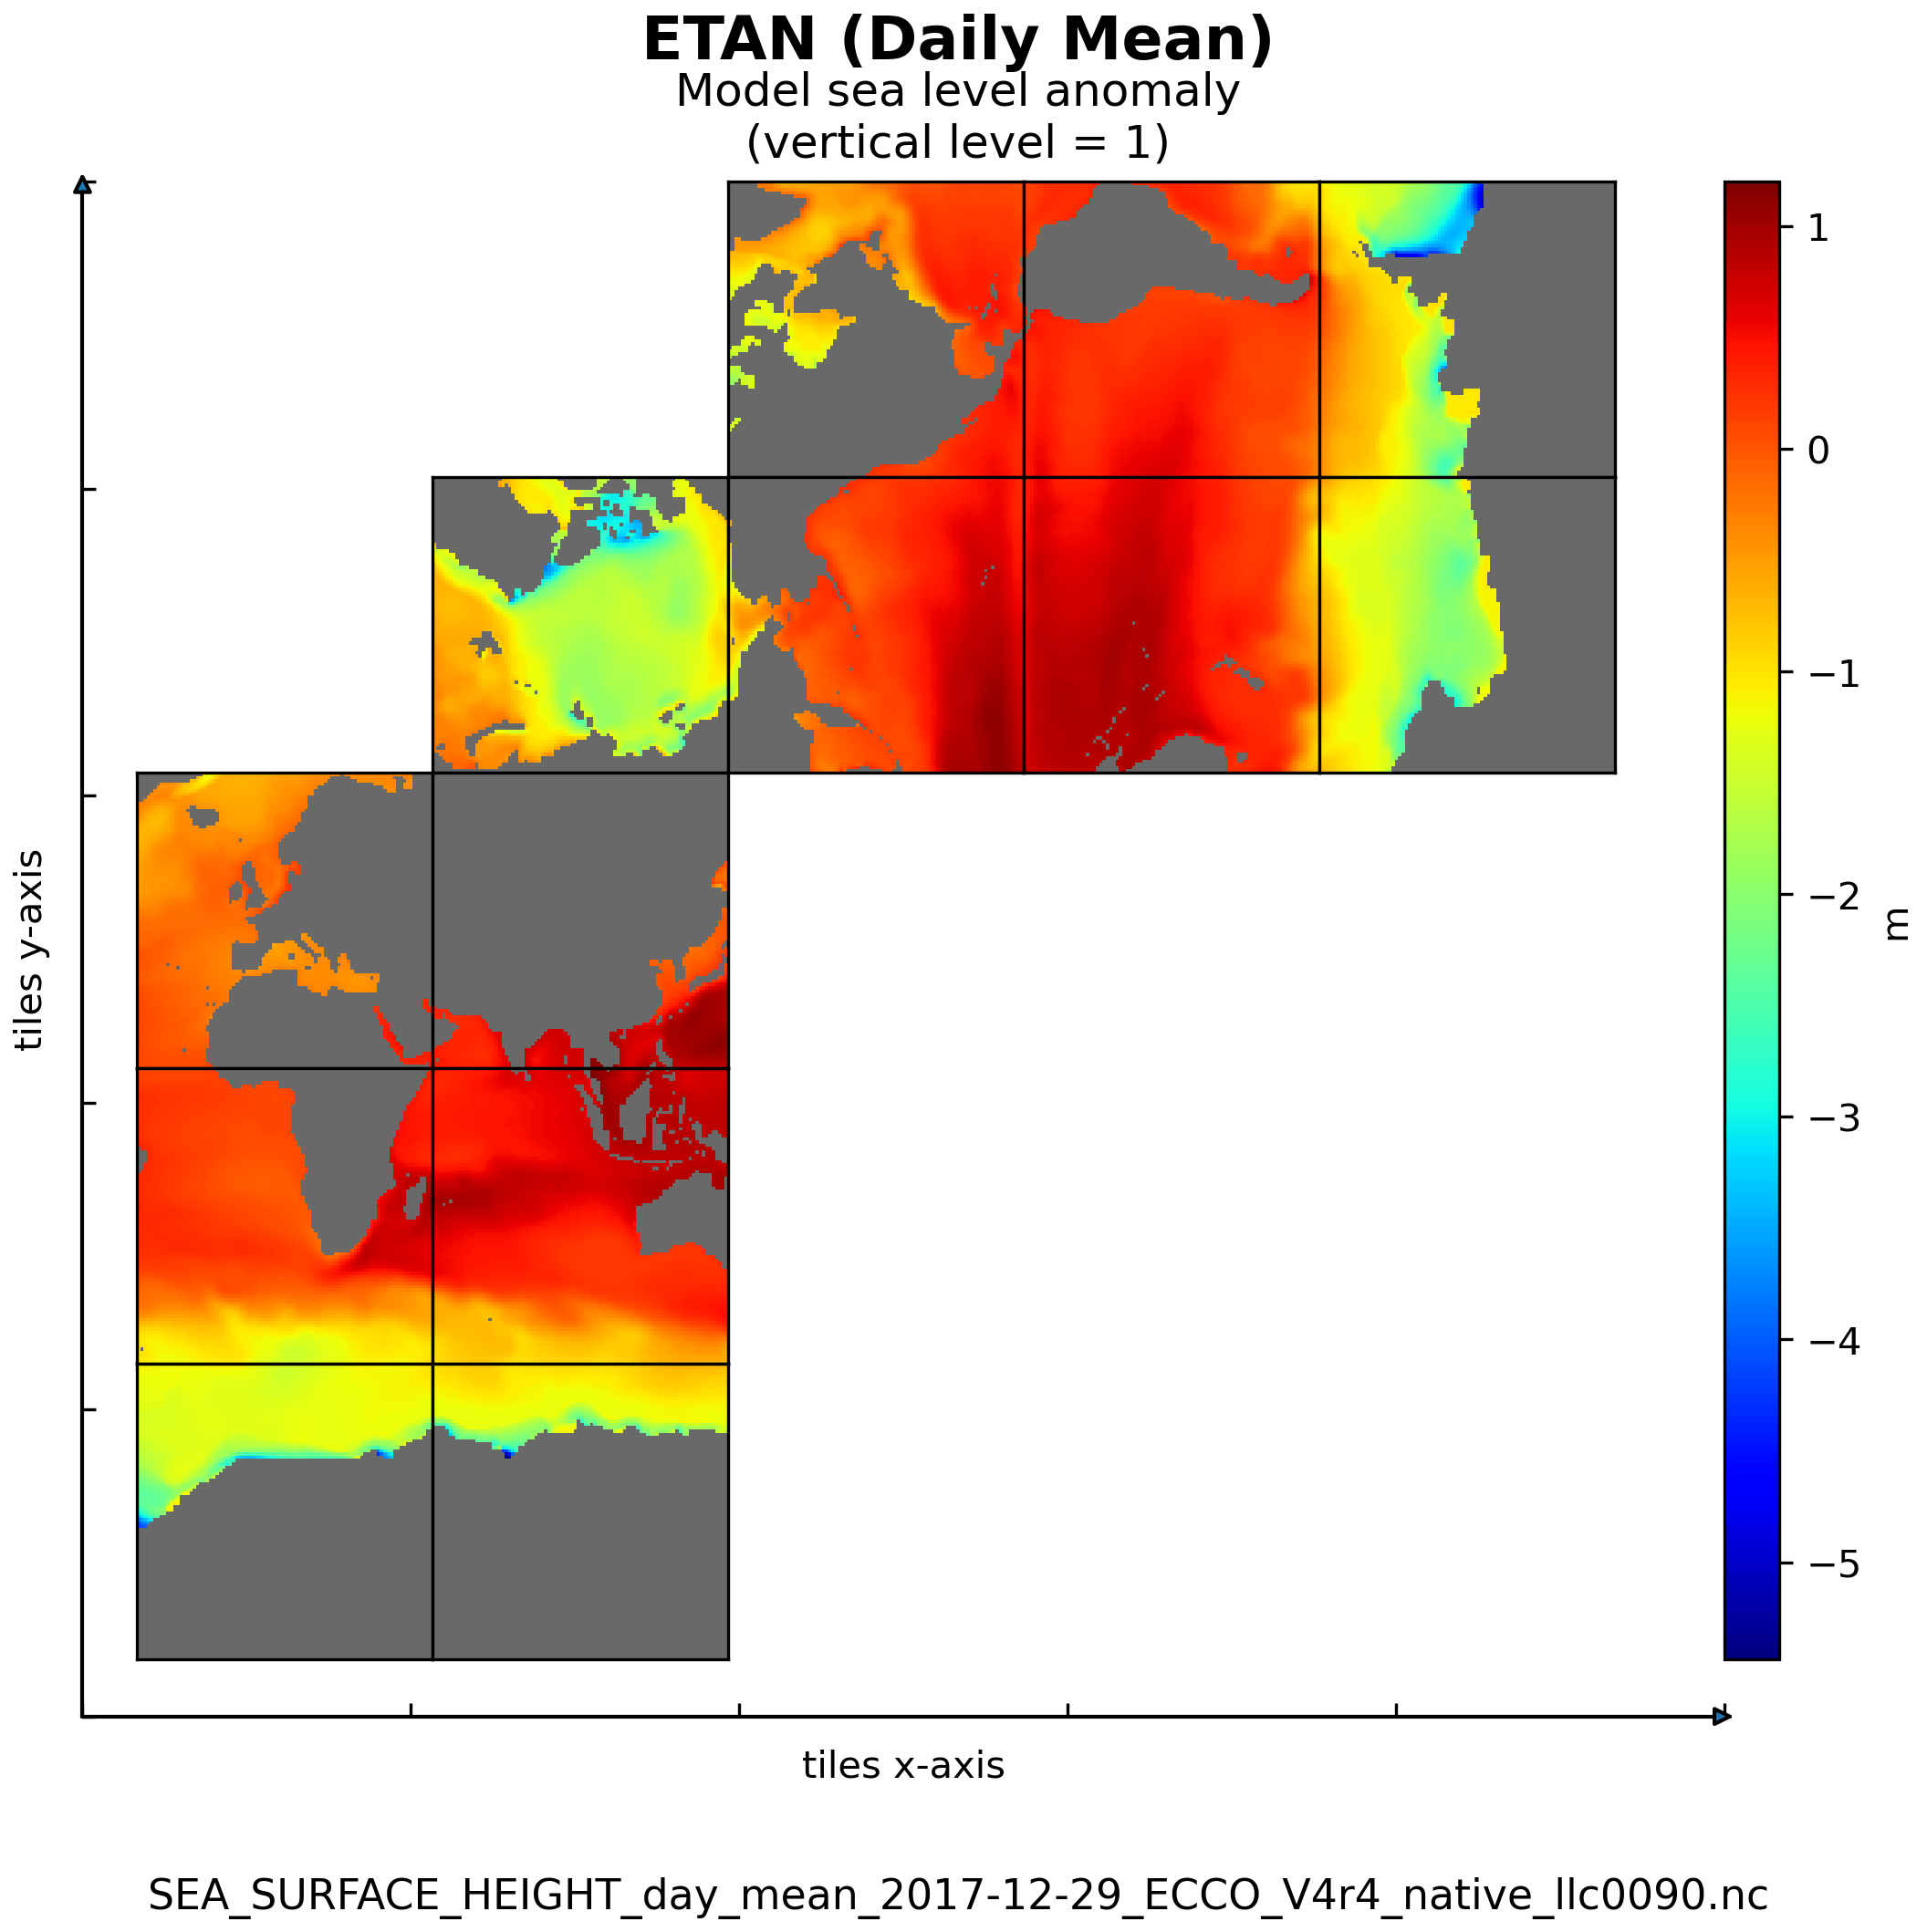 ETAN (Daily Mean)
Model sea level anomaly
(vertical level = 1)
1
0
−1
−2
−3
−4
−5
m
tiles y-axis
tiles x-axis
SEA_SURFACE_HEIGHT_day_mean_2017-12-29_ECCO_V4r4_native_llc0090.nc